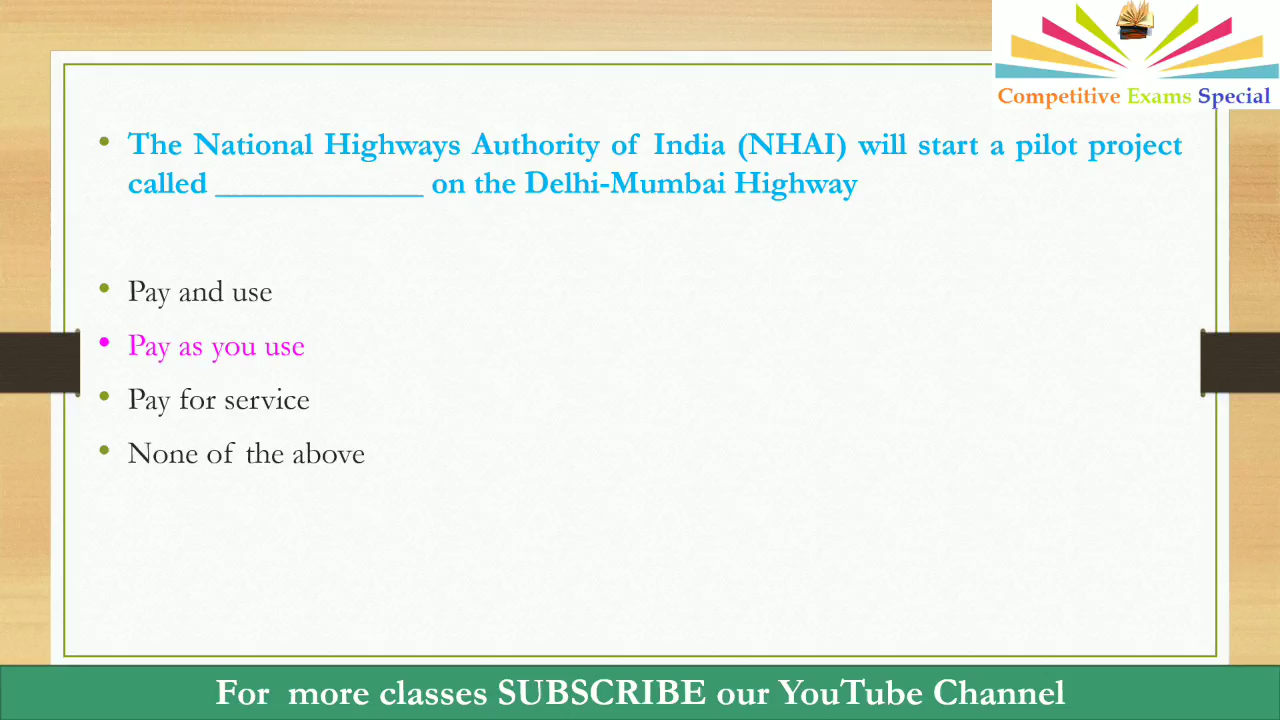 Competitive Exams Special
• The National Highways Authority of India (NHAI) will start a pilot project
called _____________ on the Delhi-Mumbai Highway
• Pay and use
• Pay as you use
• Pay for service
• None of the above
For more classes SUBSCRIBE our YouTube Channel